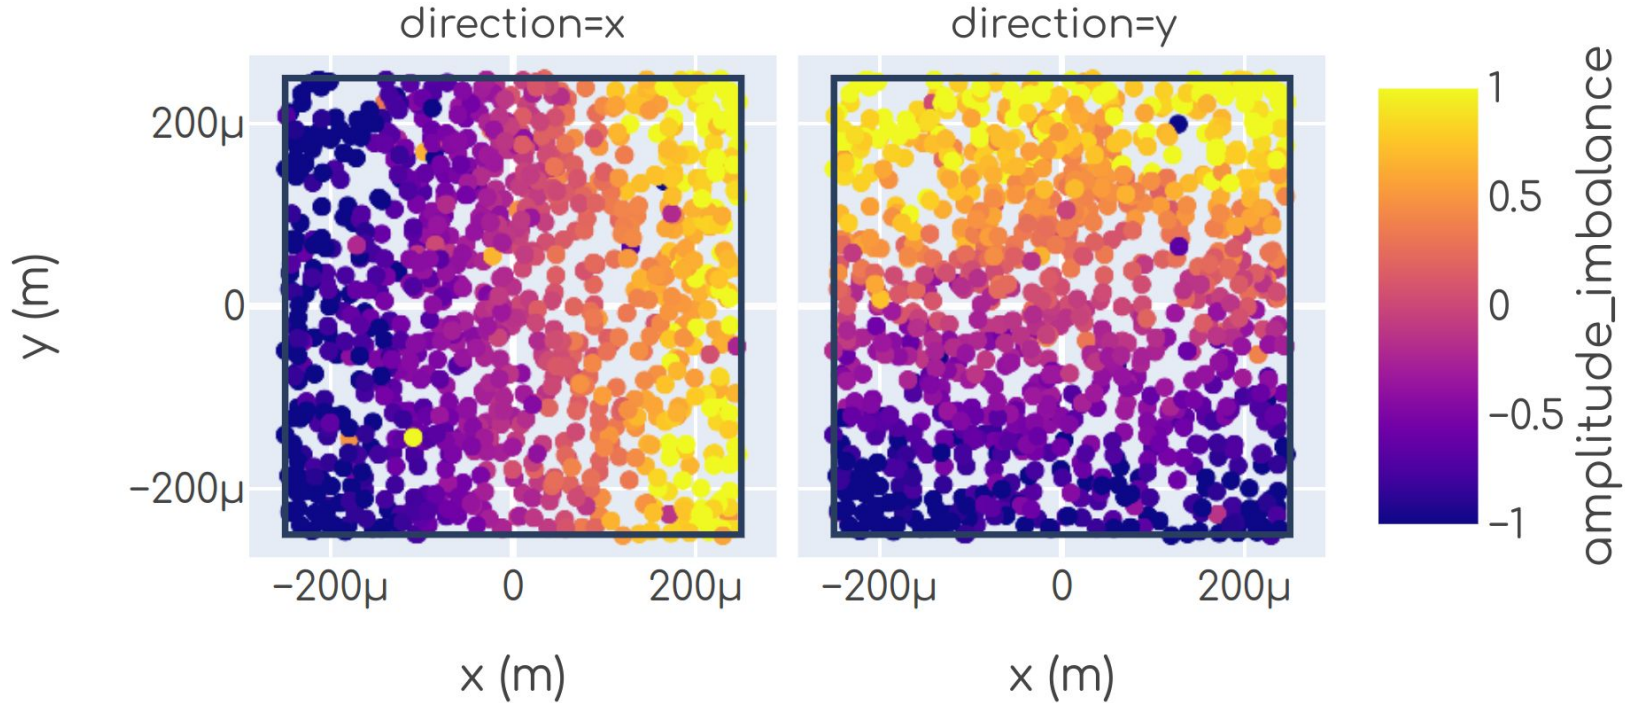 direction=x
direction=y
200µ
0
−200µ
y (m)
−200µ
0
200µ
−200µ
0
200µ
x (m)
x (m)
1
0.5
0
−0.5
−1
amplitude_imbalance